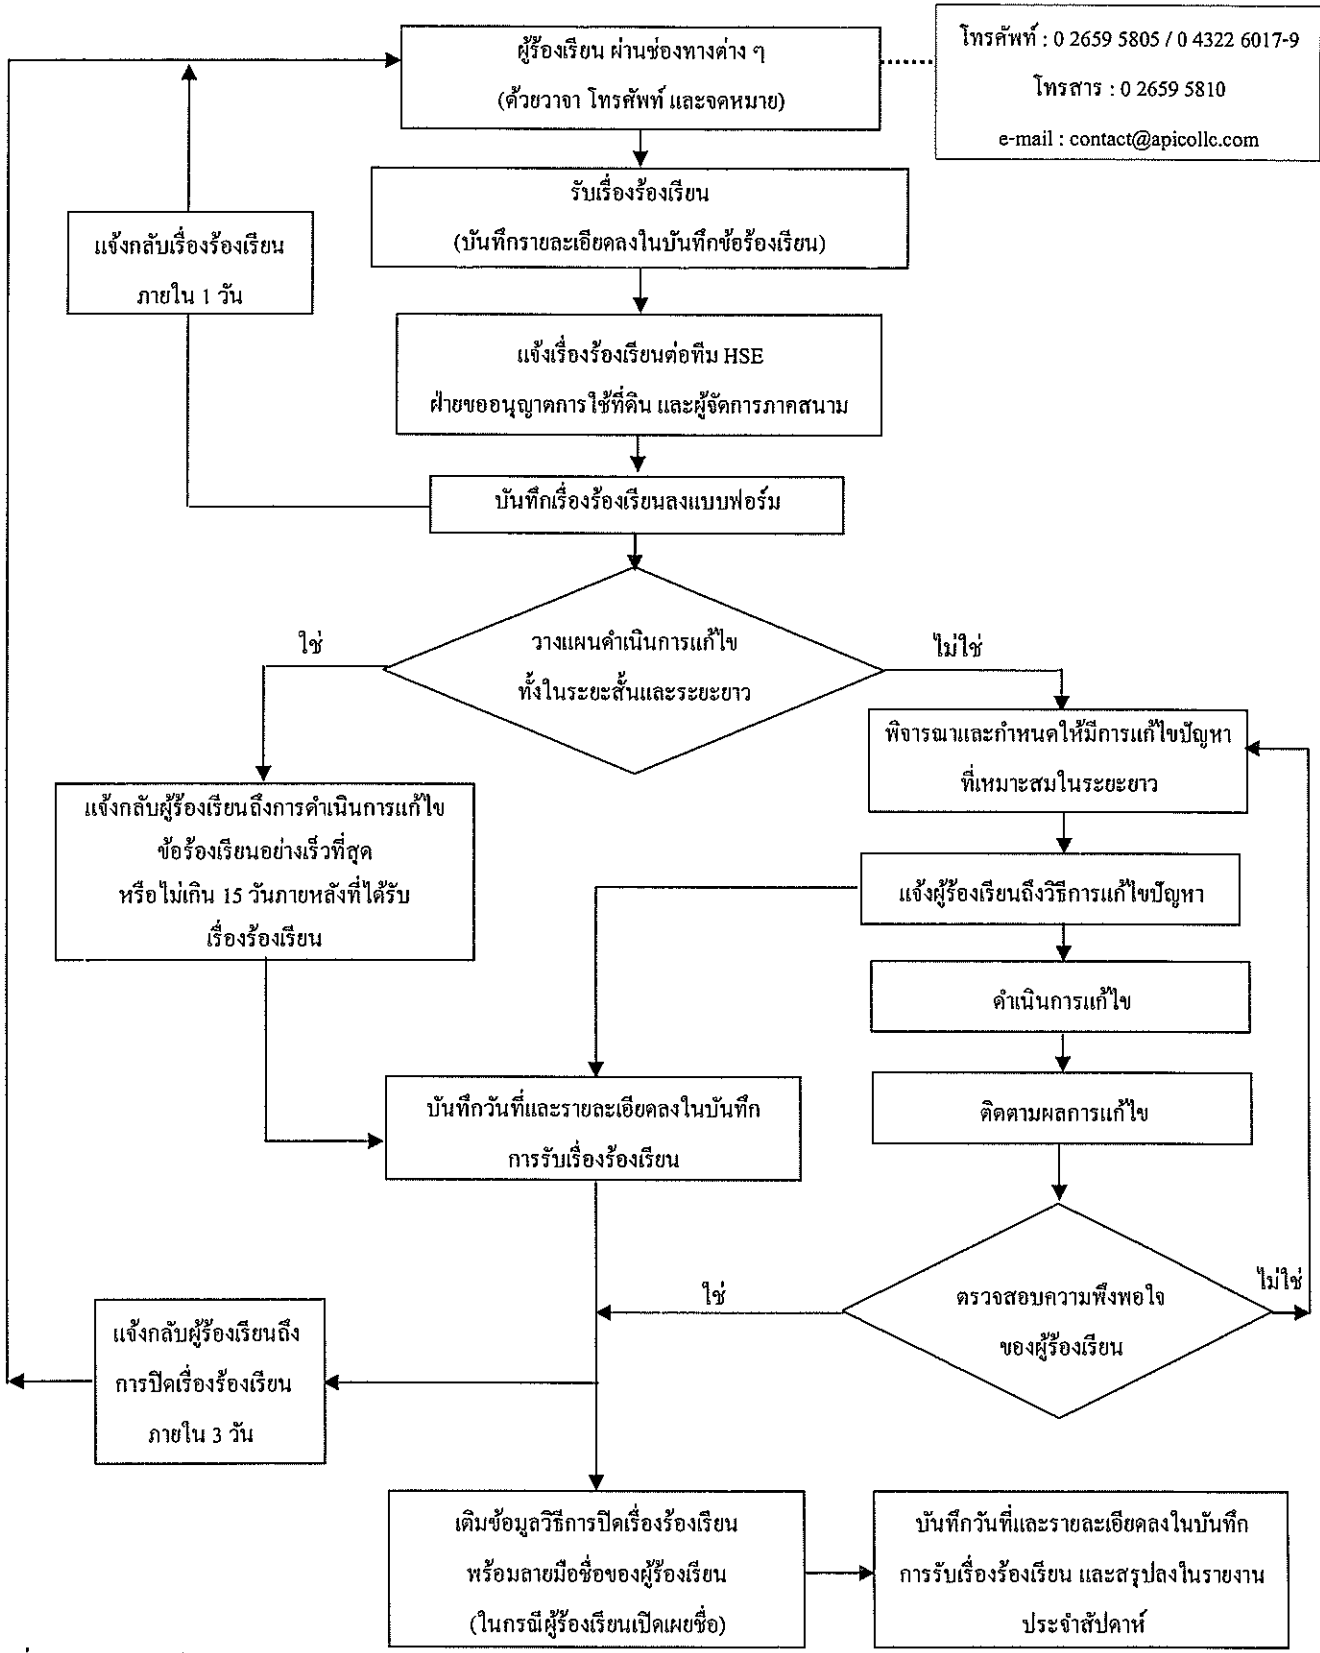 ผู้ร้องเรียน ผ่านช่องทางต่าง ๆ
(ด้วยวาจา โทรศัพท์ และจดหมาย)
โทรศัพท์ : 0 2659 5805 / 0 4322 6017-9
โทรสาร : 0 2659 5810
e-mail : contact@apicollc.com
รับเรื่องร้องเรียน
(บันทึกรายละเอียดลงในบันทึกข้อร้องเรียน)
แจ้งกลับเรื่องร้องเรียน
ภายใน 1 วัน
แจ้งเรื่องร้องเรียนต่อทีม HSE
ฝ่ายขออนุญาตการใช้ที่ดิน และผู้จัดการภาคสนาม
บันทึกเรื่องร้องเรียนลงแบบฟอร์ม
ใช่
วางแผนดำเนินการแก้ไข
ทั้งในระยะสั้นและระยะยาว
ไม่ใช่
พิจารณาและกำหนดให้มีการแก้ไขปัญหา
ที่เหมาะสมในระยะยาว
แจ้งกลับผู้ร้องเรียนถึงการดำเนินการแก้ไข
ข้อร้องเรียนอย่างเร็วที่สุด
หรือไม่เกิน 15 วันภายหลังที่ได้รับ
เรื่องร้องเรียน
แจ้งผู้ร้องเรียนถึงวิธีการแก้ไขปัญหา
ดำเนินการแก้ไข
บันทึกวันที่และรายละเอียดลงในบันทึก
การรับเรื่องร้องเรียน
ติดตามผลการแก้ไข
ใช่
ตรวจสอบความพึงพอใจ
ของผู้ร้องเรียน
ไม่ใช่
แจ้งกลับผู้ร้องเรียนถึง
การปิดเรื่องร้องเรียน
ภายใน 3 วัน
เติมข้อมูลวิธีการปิดเรื่องร้องเรียน
พร้อมลายมือชื่อของผู้ร้องเรียน
(ในกรณีผู้ร้องเรียนเปิดเผยชื่อ)
บันทึกวันที่และรายละเอียดลงในบันทึก
การรับเรื่องร้องเรียน และสรุปลงในรายงาน
ประจำสัปดาห์